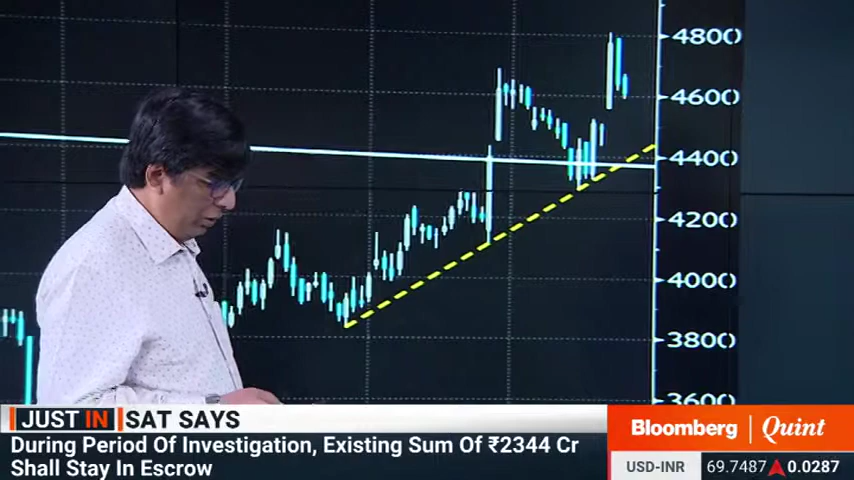 4800
4600
4400
4200
4000
3800
3600
JUST IN SAT SAYS
During Period Of Investigation, Existing Sum Of ₹2344 Cr
Shall Stay In Escrow
Bloomberg | Quint
USD-INR 69.7487 ▲ 0.0287